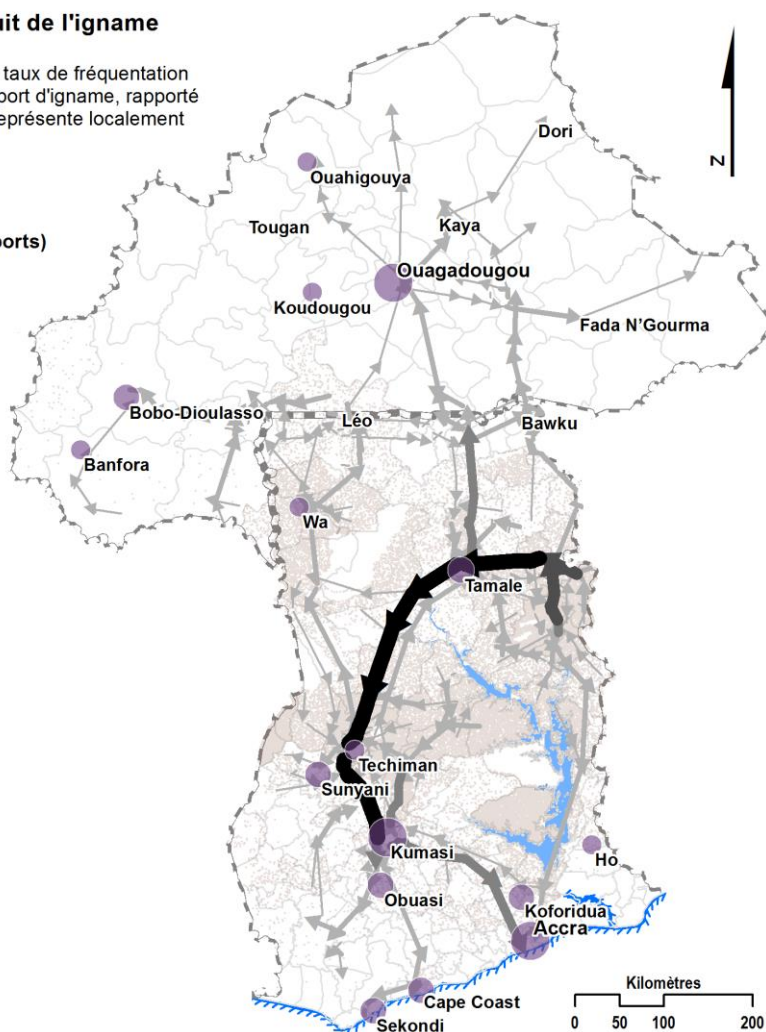 uit de l'igname
taux de fréquentation
port d'igname, rapporté
eprésente localement
ports)
N
Dori
Ouahigouya
Tougan
Kaya
Ouagadougou
Koudougou
Fada N'Gourma
Bobo-Dioulasso
Léo
Bawku
Banfora
Wa
Tamale
Techiman
Sunyani
Kumasi
Ho
Obuasi
Koforidua
Accra
Cape Coast
Sekondi
Kilomètres
0 50 100 200